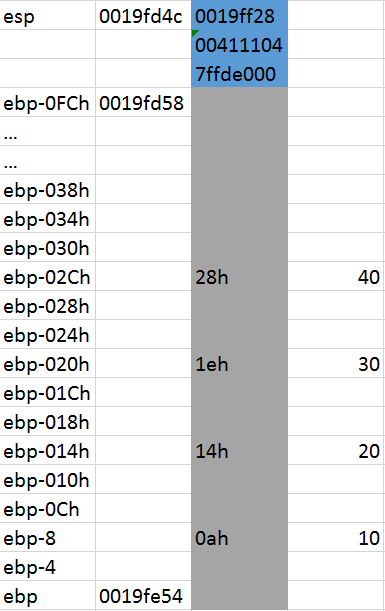 esp 0019fd4c 0019ff28
00411104
7ffde000
ebp-0FCh 0019fd58
...
...
ebp-038h
ebp-034h
ebp-030h
ebp-02Ch 28h 40
ebp-028h
ebp-024h
ebp-020h 1eh 30
ebp-01Ch
ebp-018h
ebp-014h 14h 20
ebp-010h
ebp-0Ch
ebp-8 0ah 10
ebp-4
ebp 0019fe54